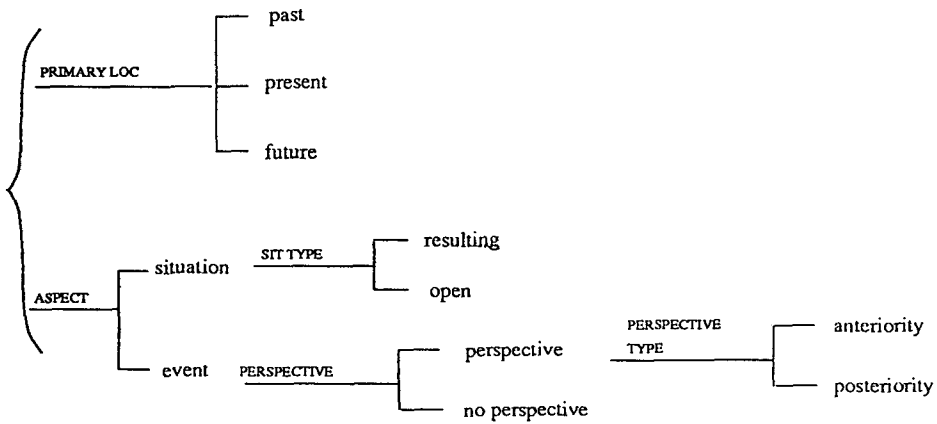 past
PRIMARY LOC
present
future
resulting
situation
SIT TYPE
open
ASPECT
PERSPECTIVE
TYPE
anteriority
event
PERSPECTIVE
perspective
no perspective
posteriority